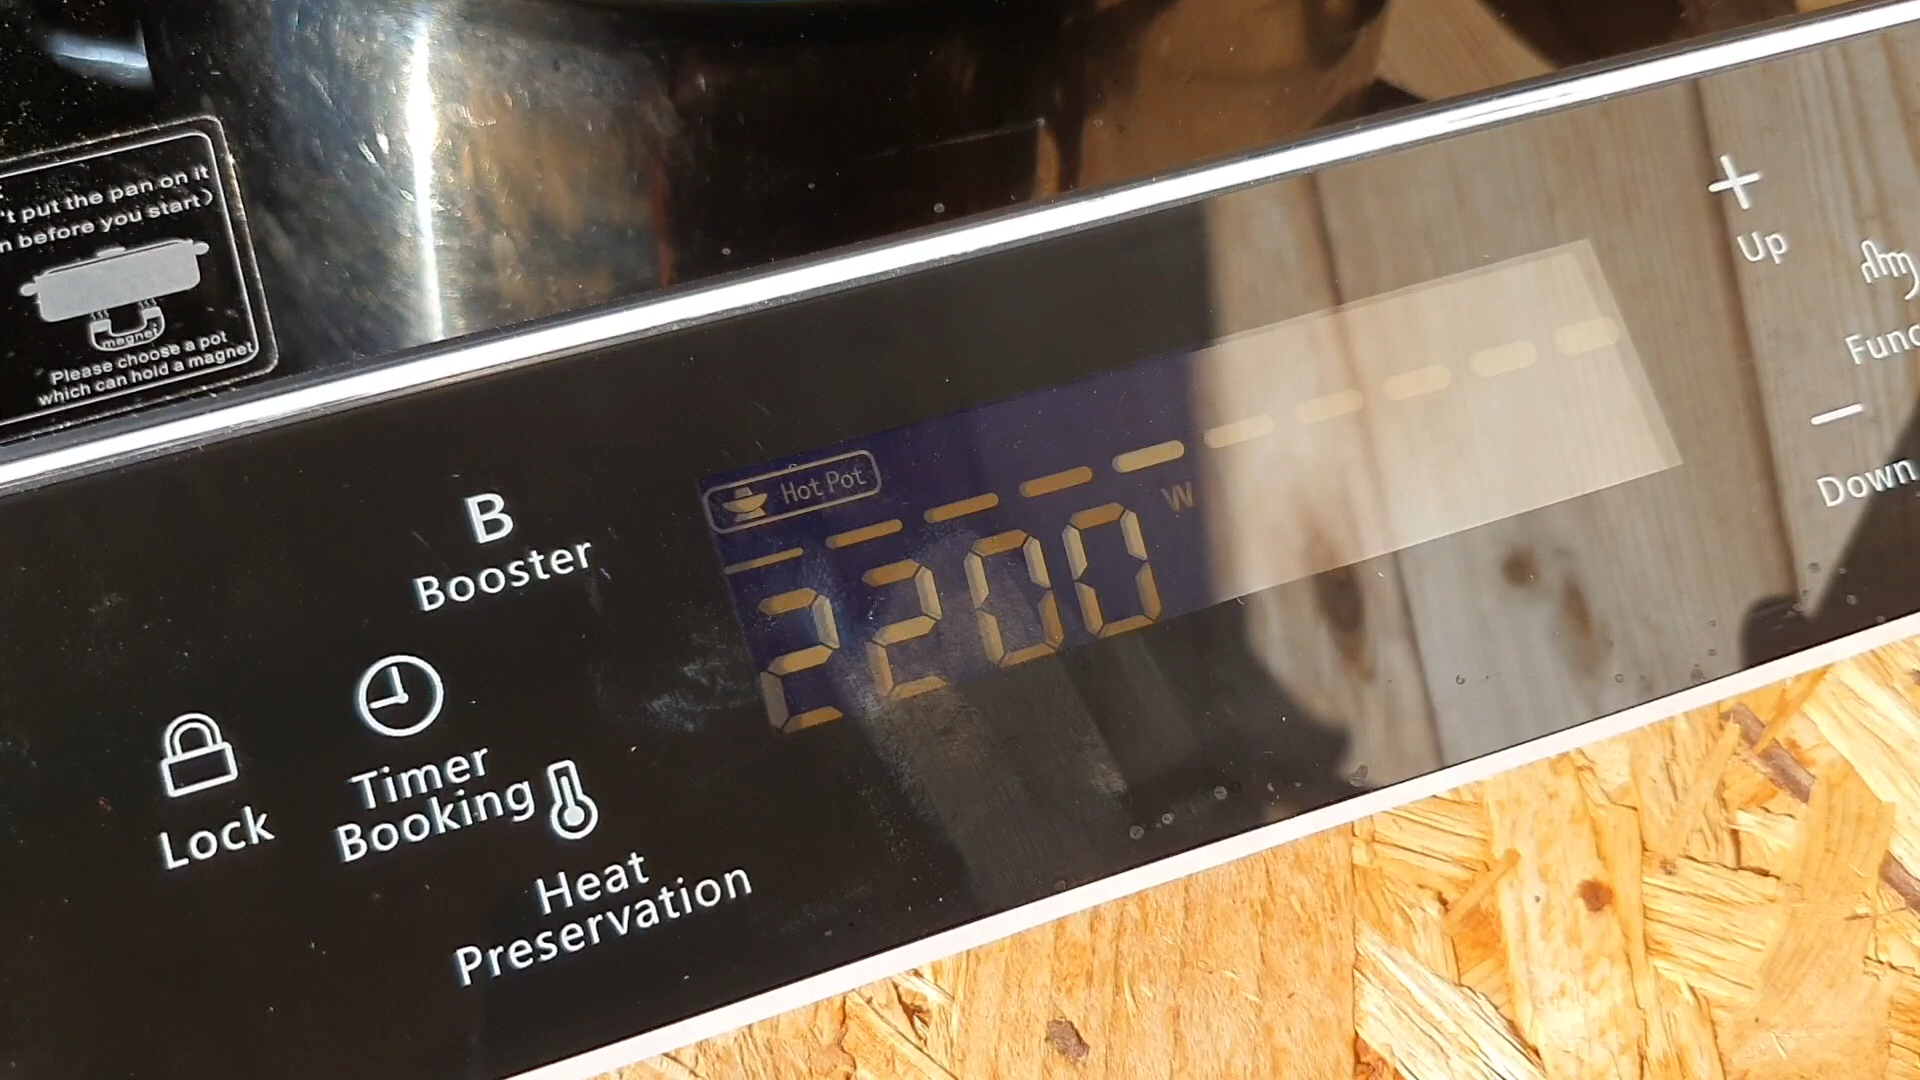 't put the pan on it
n before you start)
magnet
Please choose a pot
which can hold a magnet
B
Booster
Lock
Timer
Booking
Heat
Preservation
Hot Pot
2200 W
+
Up
Func
−
Down